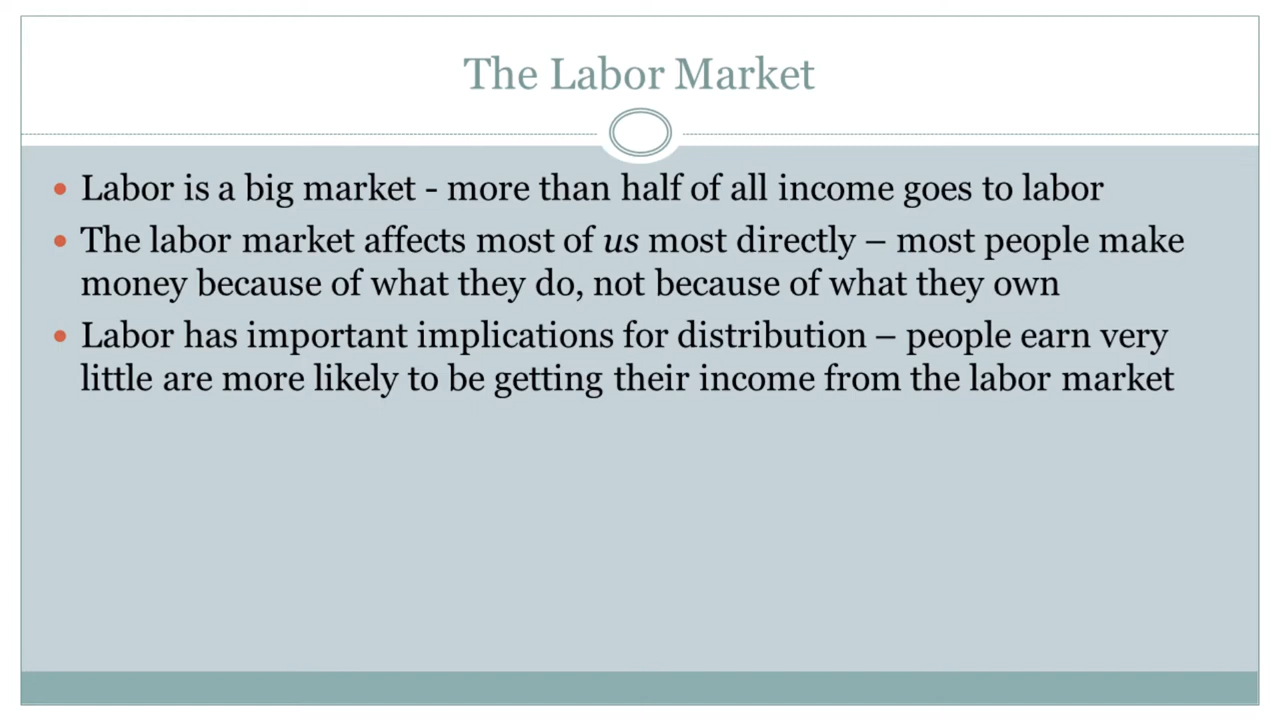 The Labor Market
• Labor is a big market - more than half of all income goes to labor
• The labor market affects most of us most directly – most people make
money because of what they do, not because of what they own
• Labor has important implications for distribution – people earn very
little are more likely to be getting their income from the labor market